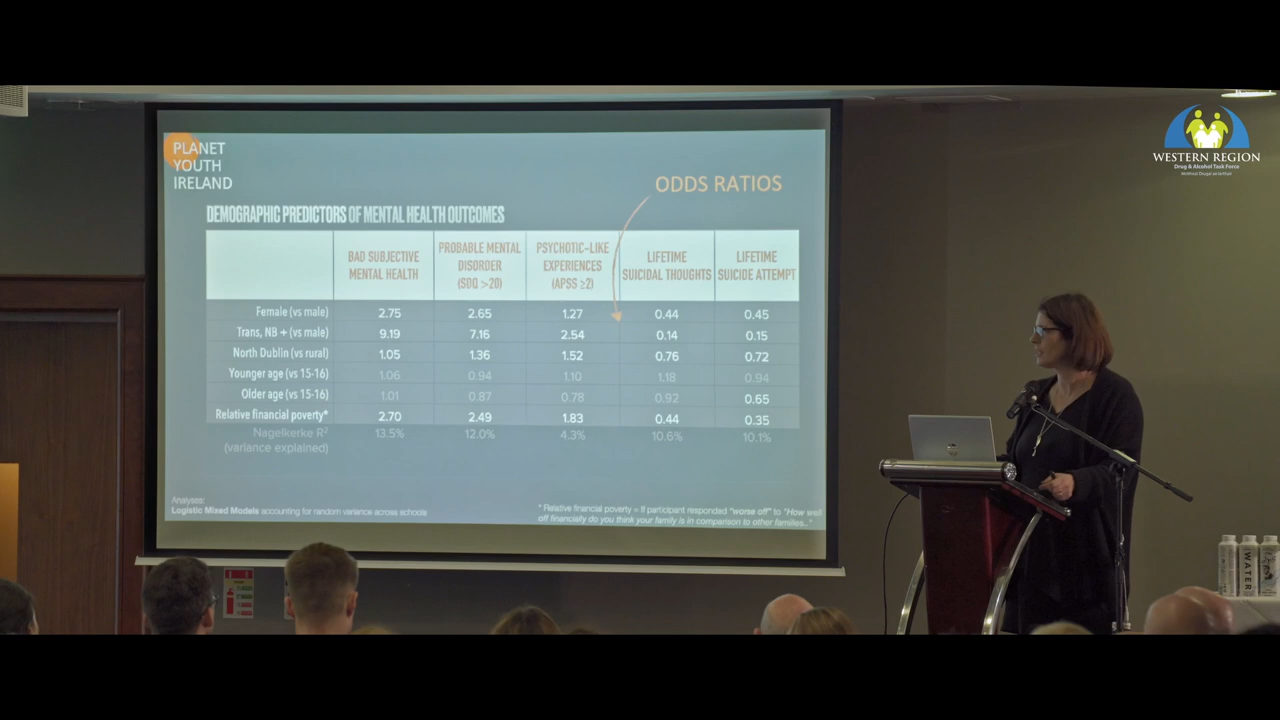 PLANET
YOUTH
IRELAND
ODDS RATIOS
DEMOGRAPHIC PREDICTORS OF MENTAL HEALTH OUTCOMES
BAD SUBJECTIVE
MENTAL HEALTH
PROBABLE MENTAL
DISORDER
(SDQ >20)
PSYCHOTIC-LIKE
EXPERIENCES
(APSS ≥2)
LIFETIME
SUICIDAL THOUGHTS
LIFETIME
SUICIDE ATTEMPT
Female (vs male) 2.75 2.65 1.27 0.44 0.45
Trans, NB + (vs male) 9.19 7.16 2.54 0.14 0.15
North Dublin (vs rural) 1.05 1.36 1.52 0.76 0.72
Younger age (vs 15-16) 1.06 0.94 1.10 1.18 0.94
Older age (vs 15-16) 1.01 0.87 0.78 0.92 0.65
Relative financial poverty* 2.70 2.49 1.83 0.44 0.35
Nagelkerke R² 13.5% 12.0% 4.3% 10.6% 10.1%
(variance explained)
Analyses:
Logistic Mixed Models accounting for random variance across schools
* Relative financial poverty = If participant responded "worse off" to "How well
off financially do you think your family is in comparison to other families.."
WESTERN REGION
Drug & Alcohol Task Force
WATER